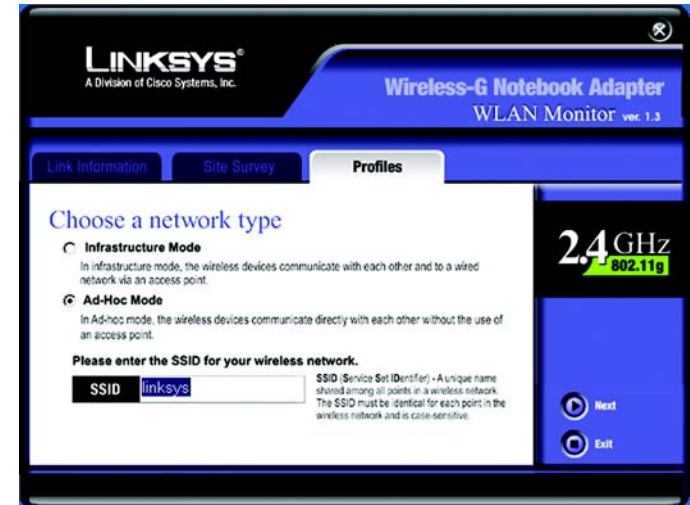 LINKSYS®
A Division of Cisco Systems, Inc.
Wireless-G Notebook Adapter
WLAN Monitor ver. 1.3
Link Information
Site Survey
Profiles
Choose a network type
Infrastructure Mode
In infrastructure mode, the wireless devices communicate with each other and to a wired
network via an access point.
Ad-Hoc Mode
In Ad-hoc mode, the wireless devices communicate directly with each other without the use of
an access point.
Please enter the SSID for your wireless network.
SSID
linksys
SSID (Service Set IDentifer) - A unique name
shared among all points in a wireless network.
The SSID must be identical for each point in the
wireless network and is case-sensitive.
2.4 GHz
802.11g
Next
Exit